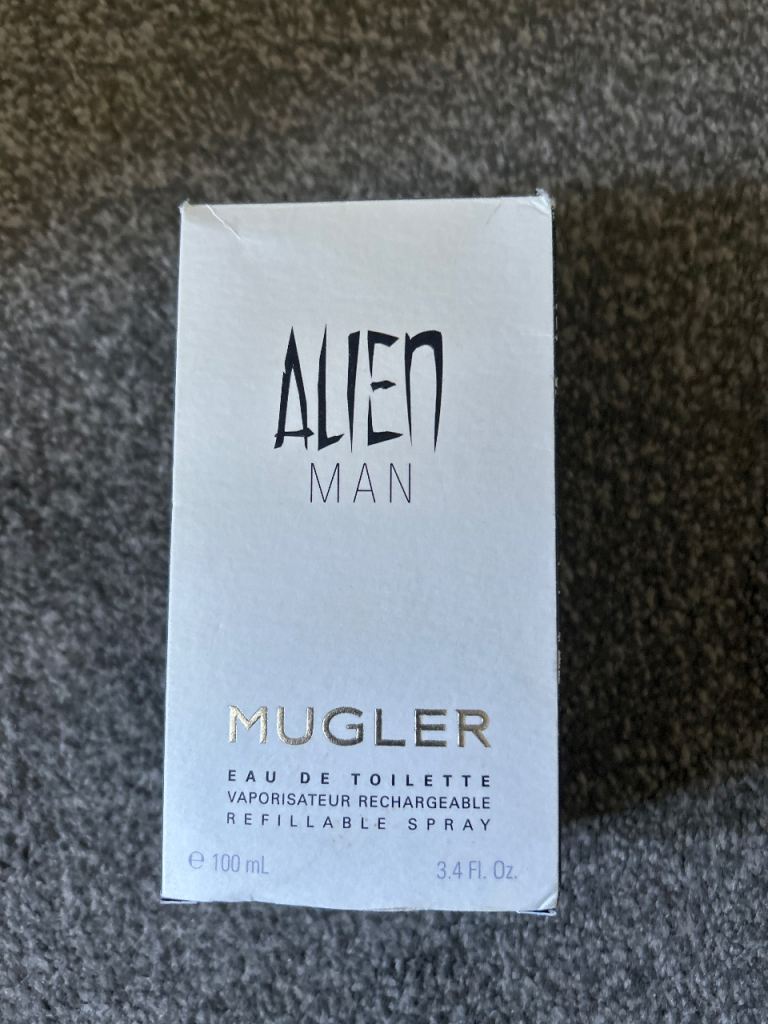 ALIEN
MAN
MUGLER
EAU DE TOILETTE
VAPORISATEUR RECHARGEABLE
REFILLABLE SPRAY
℮ 100 mL
3.4 Fl. Oz.